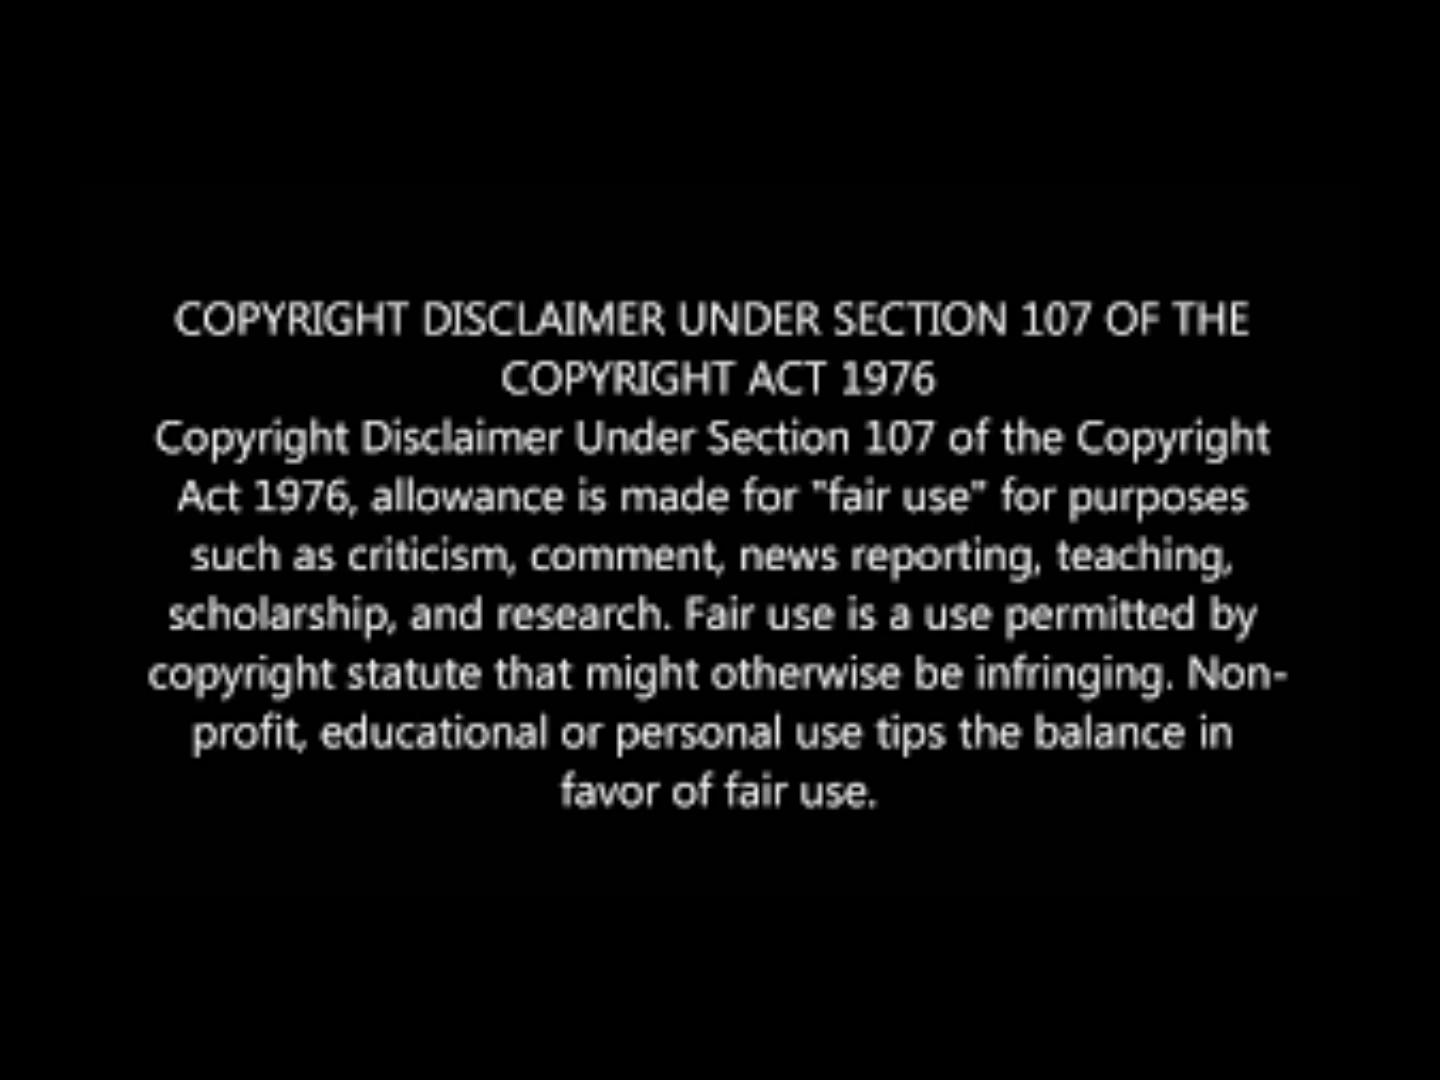 COPYRIGHT DISCLAIMER UNDER SECTION 107 OF THE
COPYRIGHT ACT 1976
Copyright Disclaimer Under Section 107 of the Copyright
Act 1976, allowance is made for "fair use" for purposes
such as criticism, comment, news reporting, teaching,
scholarship, and research. Fair use is a use permitted by
copyright statute that might otherwise be infringing. Non-
profit, educational or personal use tips the balance in
favor of fair use.